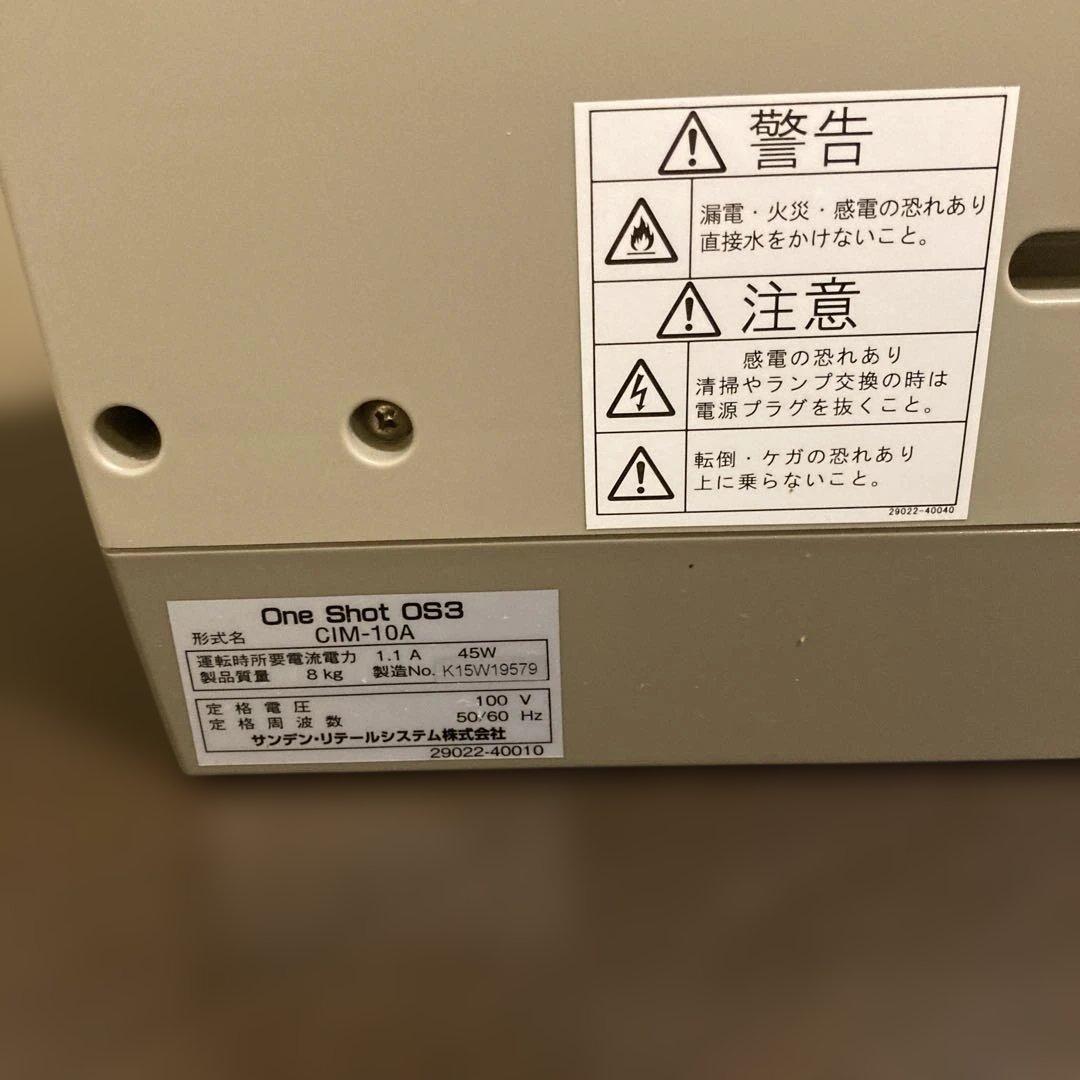 警告
漏電・火災・感電の恐れあり
直接水をかけないこと。
注意
感電の恐れあり
清掃やランプ交換の時は
電源プラグを抜くこと。
転倒・ケガの恐れあり
上に乗らないこと。
29022-40040
One Shot OS3
形式名 CIM-10A
運転時所要電流電力 1.1 A 45W
製品質量 8 kg 製造No. K15W19579
定格電圧 100 V
定格周波数 50/60 Hz
サンデン・リテールシステム株式会社
29022-40010